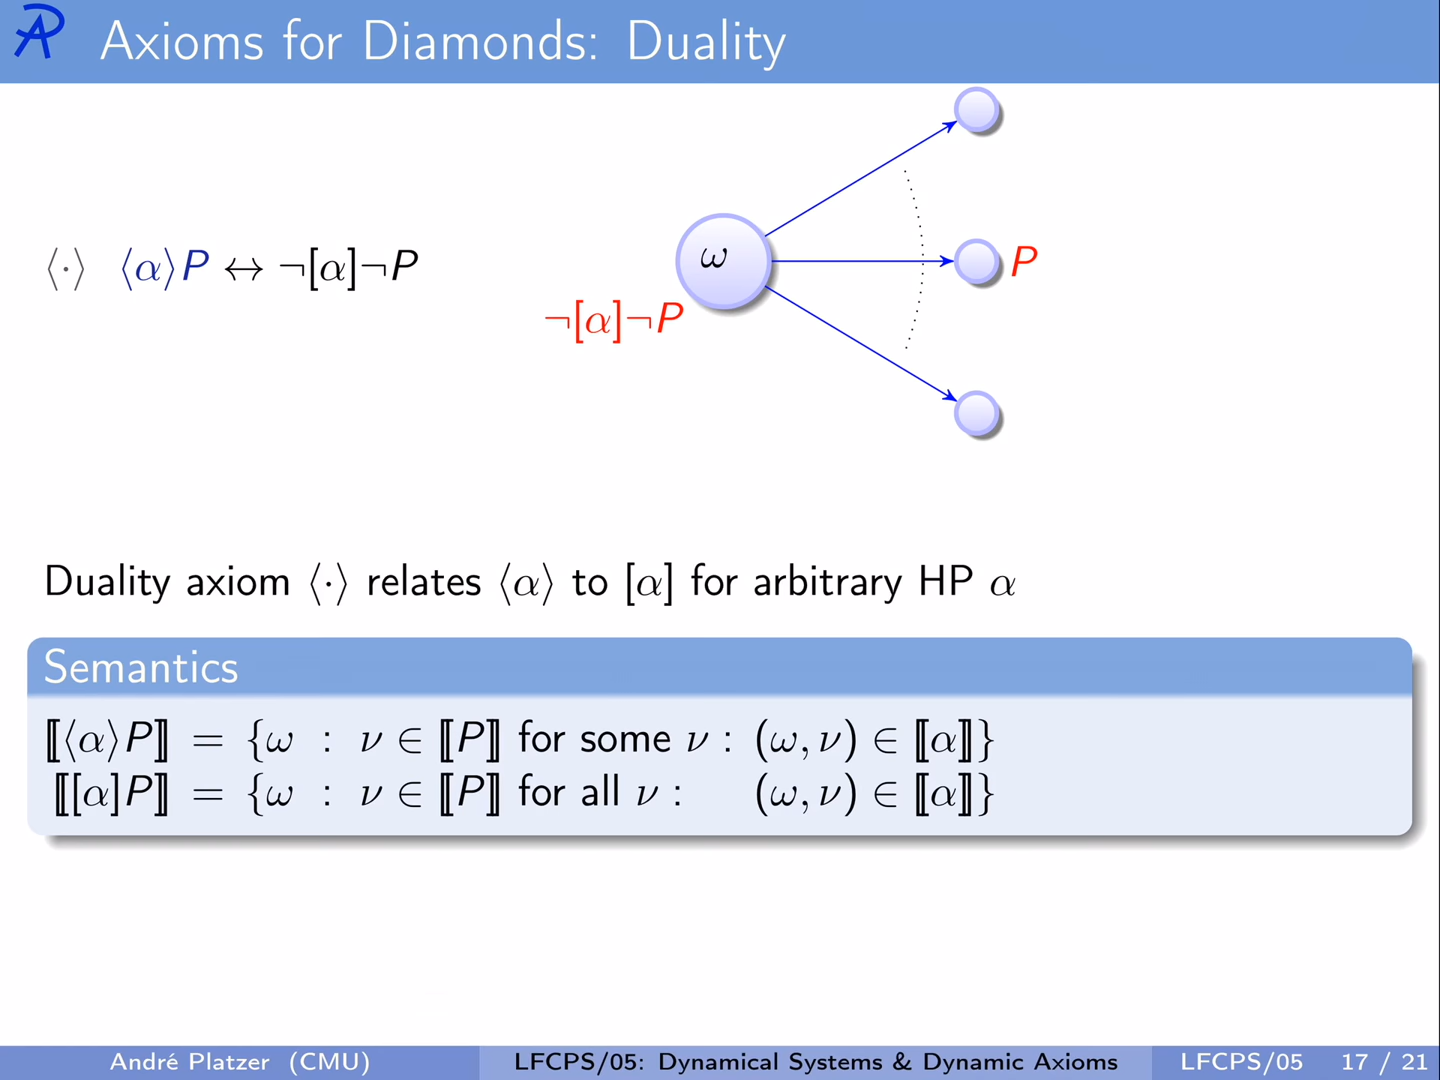 Axioms for Diamonds: Duality
⟨·⟩ ⟨α⟩P ↔ ¬[α]¬P
ω
P
¬[α]¬P
Duality axiom ⟨·⟩ relates ⟨α⟩ to [α] for arbitrary HP α
Semantics
⟦⟨α⟩P⟧ = {ω : ν ∈ ⟦P⟧ for some ν : (ω, ν) ∈ ⟦α⟧}
⟦[α]P⟧ = {ω : ν ∈ ⟦P⟧ for all ν : (ω, ν) ∈ ⟦α⟧}
André Platzer (CMU) LFCPS/05: Dynamical Systems & Dynamic Axioms LFCPS/05 17 / 21